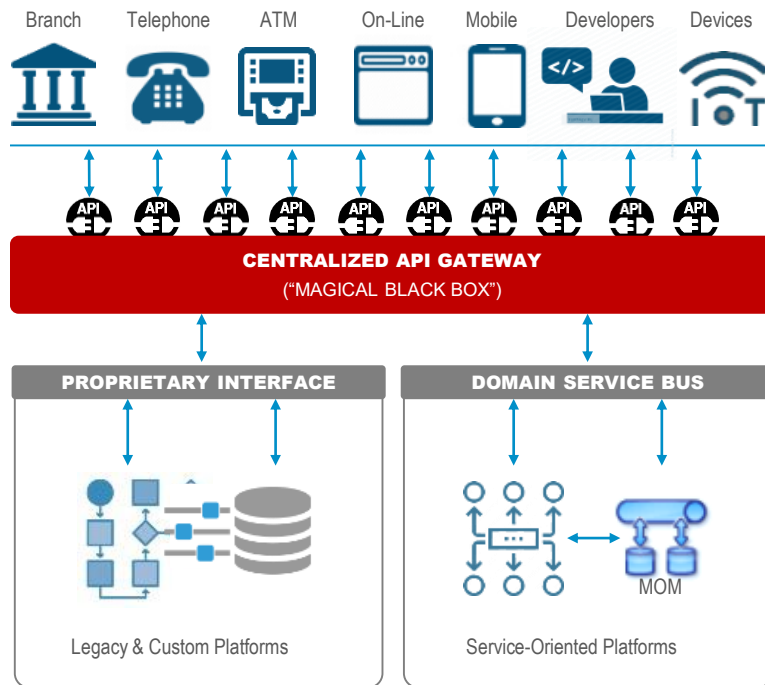 Branch Telephone ATM On-Line Mobile Developers Devices
</>
IOT
API API API API API API API API API API
CENTRALIZED API GATEWAY
(“MAGICAL BLACK BOX”)
PROPRIETARY INTERFACE
DOMAIN SERVICE BUS
...
MOM
Legacy & Custom Platforms
Service-Oriented Platforms